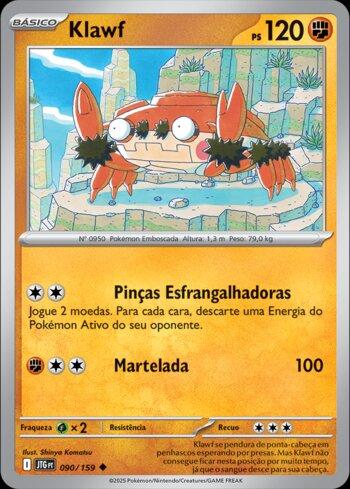 BÁSICO
Klawf
PS 120
Nº 0950 Pokémon Emboscada Altura: 1,3 m Peso: 79,0 kg
Pinças Esfrangalhadoras
Jogue 2 moedas. Para cada cara, descarte uma Energia do
Pokémon Ativo do seu oponente.
Martelada 100
Fraqueza × 2 Resistência Recuo
Ilust. Shinya Komatsu
I JTG PT 090/159
Klawf se pendura de ponta-cabeça em
penhascos esperando por presas. Mas Klawf não
consegue ficar nessa posição por muito tempo,
já que o sangue desce para sua cabeça.
©2025 Pokémon/Nintendo/Creatures/GAME FREAK